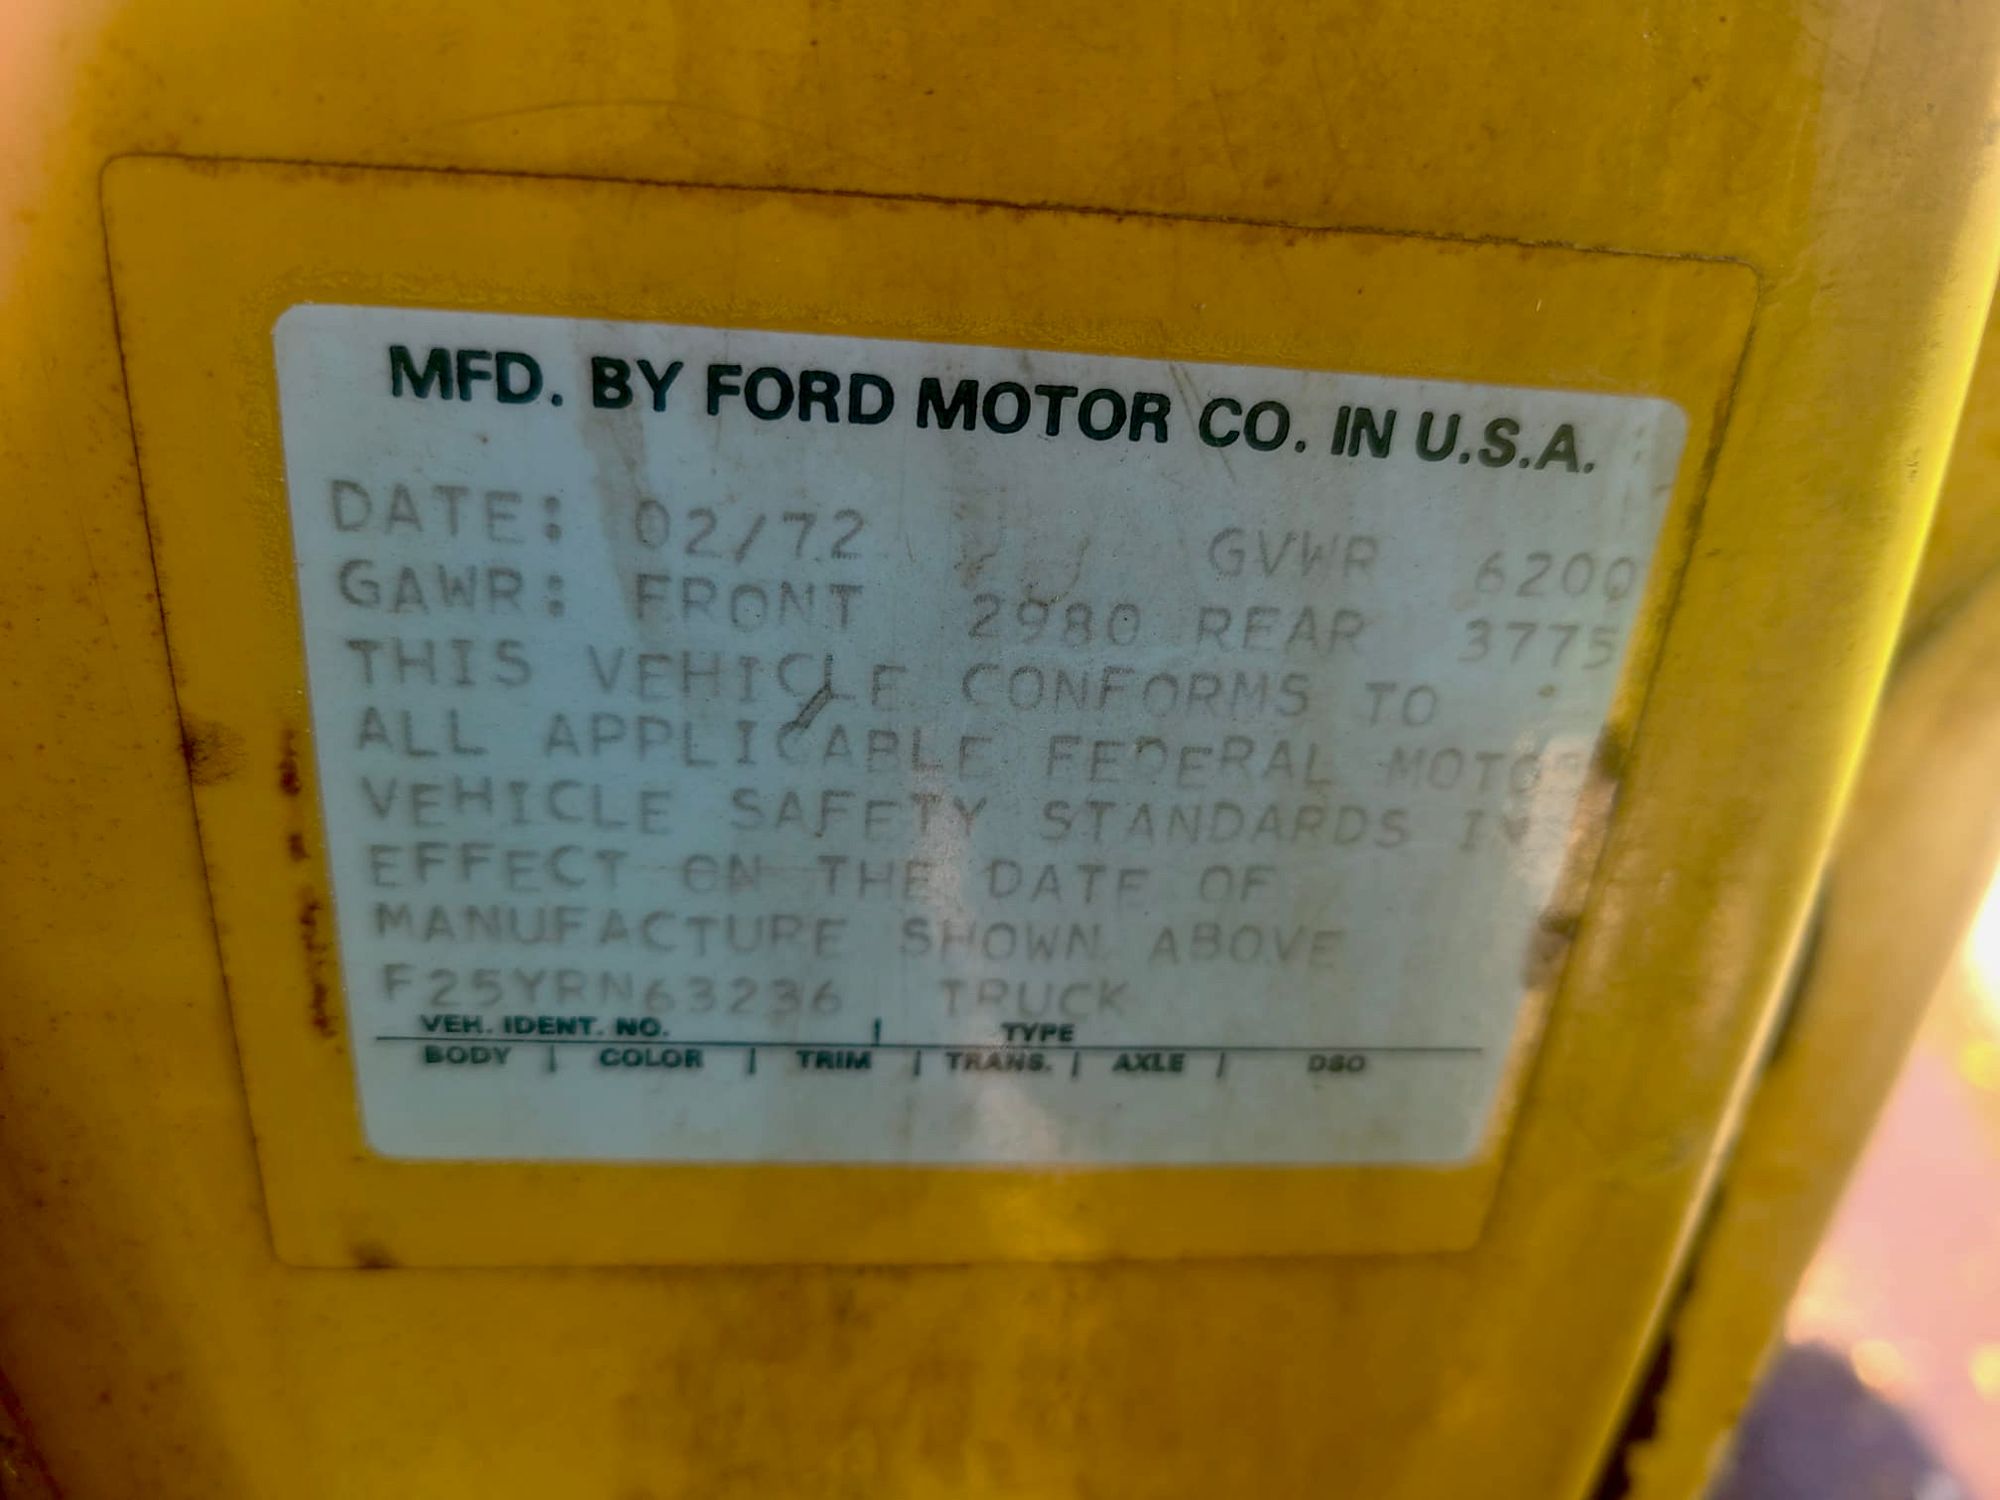 MFD. BY FORD MOTOR CO. IN U.S.A.
DATE: 02/72 GVWR 6200
GAWR: FRONT 2980 REAR 3775
THIS VEHICLE CONFORMS TO
ALL APPLICABLE FEDERAL MOTOR
VEHICLE SAFETY STANDARDS IN
EFFECT ON THE DATE OF
MANUFACTURE SHOWN ABOVE
F25YRN63236 TRUCK
VEH. IDENT. NO. | TYPE
BODY | COLOR | TRIM | TRANS. | AXLE | DSO